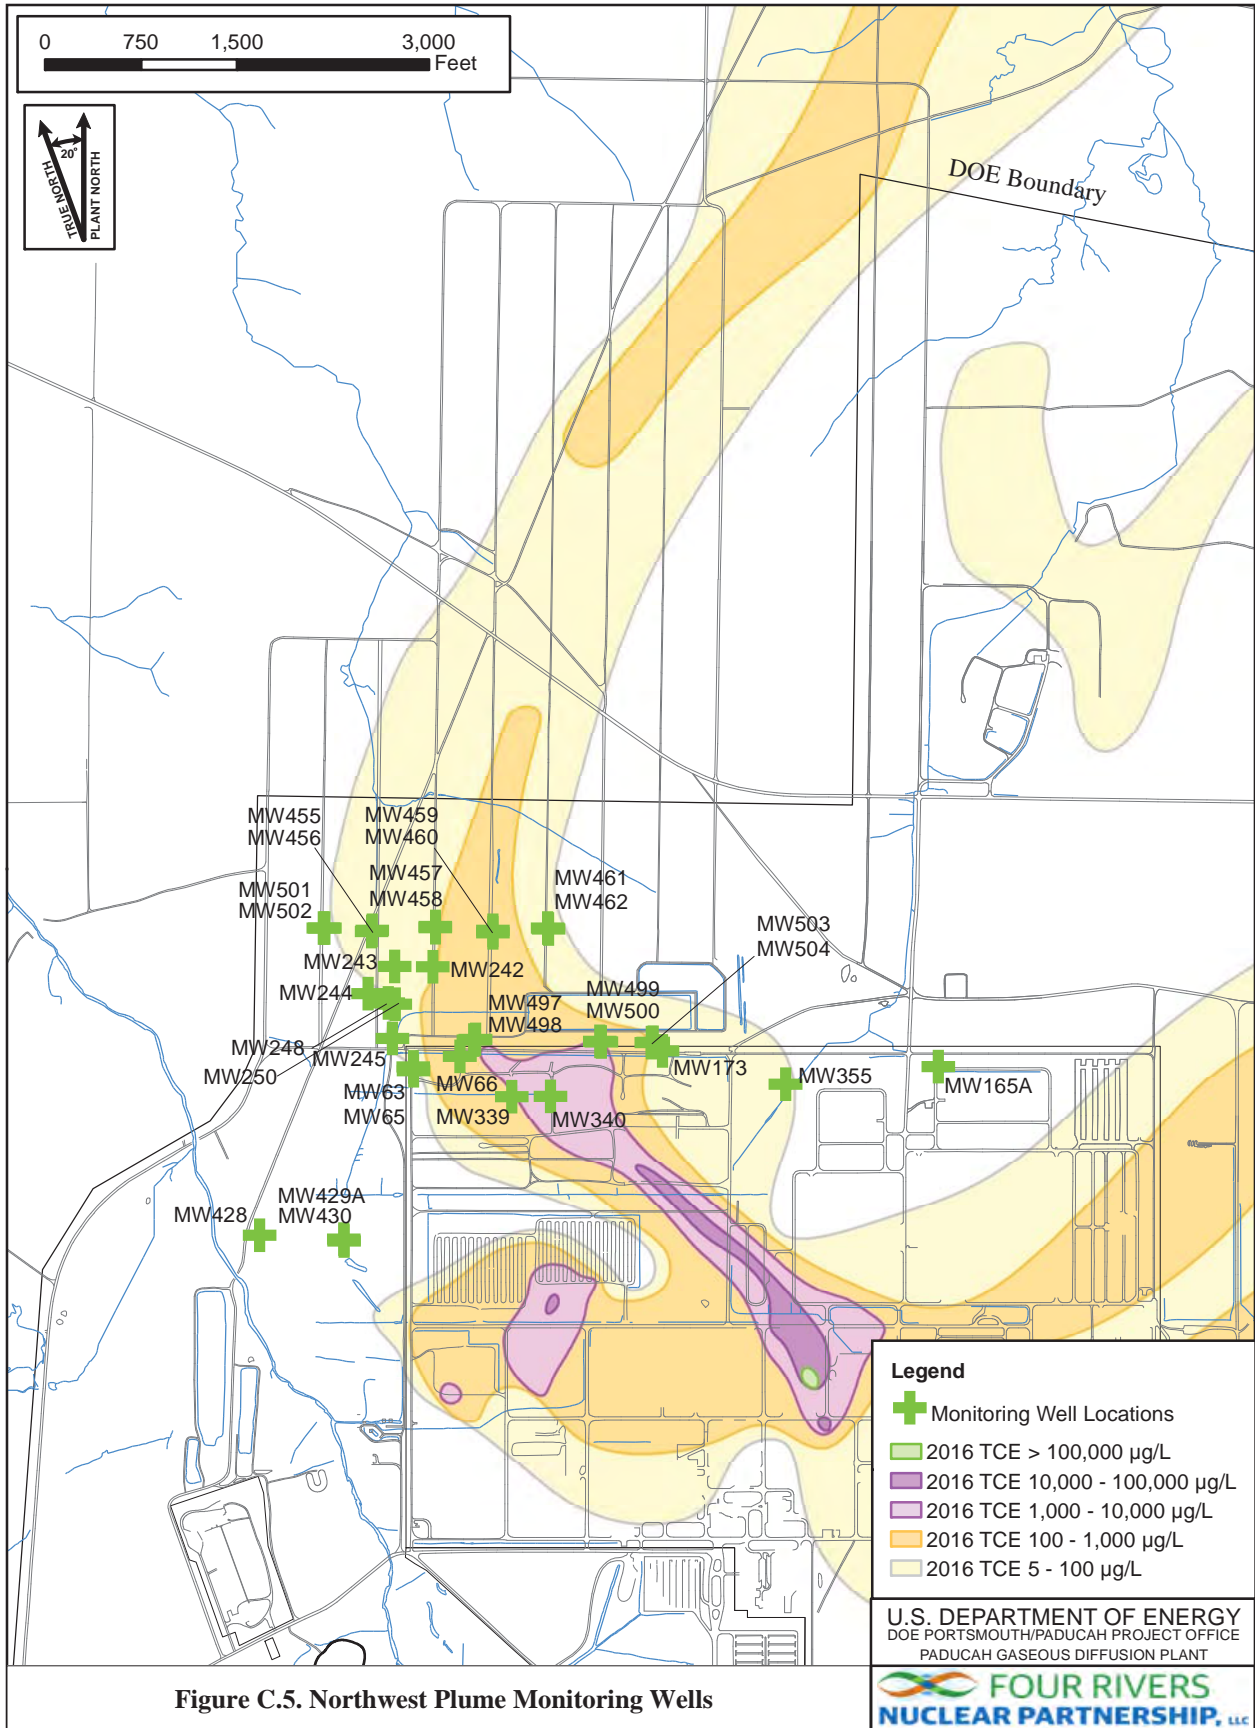 0 750 1,500 3,000
Feet
20°
TRUE NORTH
PLANT NORTH
DOE Boundary
MW455
MW456
MW459
MW460
MW457
MW458
MW461
MW462
MW501
MW502
MW503
MW504
MW243
MW242
MW244
MW497
MW498
MW499
MW500
MW248
MW245
MW250
MW173
MW355
MW165A
MW63
MW65
MW66
MW339
MW340
MW429A
MW430
MW428
Legend
Monitoring Well Locations
2016 TCE > 100,000 µg/L
2016 TCE 10,000 - 100,000 µg/L
2016 TCE 1,000 - 10,000 µg/L
2016 TCE 100 - 1,000 µg/L
2016 TCE 5 - 100 µg/L
U.S. DEPARTMENT OF ENERGY
DOE PORTSMOUTH/PADUCAH PROJECT OFFICE
PADUCAH GASEOUS DIFFUSION PLANT
Figure C.5. Northwest Plume Monitoring Wells
FOUR RIVERS
NUCLEAR PARTNERSHIP, LLC